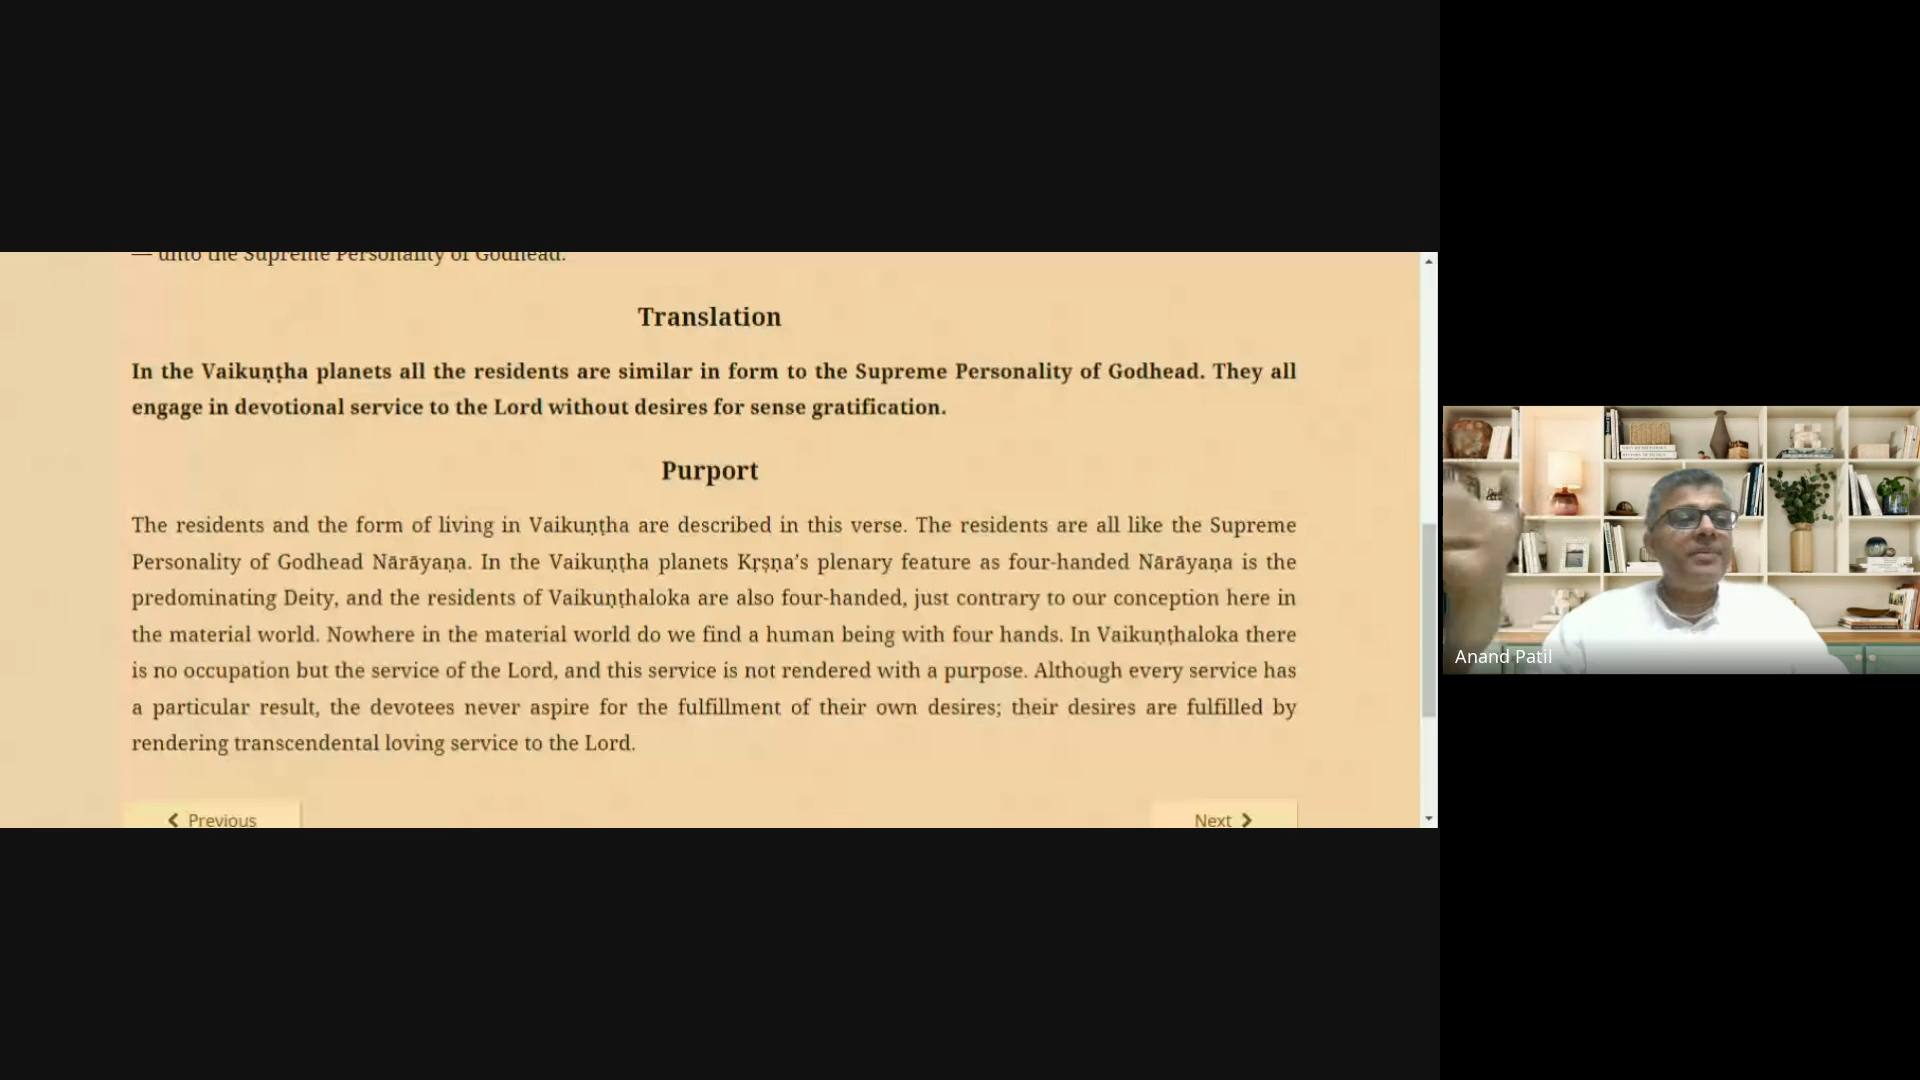 — unto the Supreme Personality of Godhead.
Translation
In the Vaikuṇṭha planets all the residents are similar in form to the Supreme Personality of Godhead. They all
engage in devotional service to the Lord without desires for sense gratification.
Purport
The residents and the form of living in Vaikuṇṭha are described in this verse. The residents are all like the Supreme
Personality of Godhead Nārāyaṇa. In the Vaikuṇṭha planets Kṛṣṇa's plenary feature as four-handed Nārāyaṇa is the
predominating Deity, and the residents of Vaikuṇṭhaloka are also four-handed, just contrary to our conception here in
the material world. Nowhere in the material world do we find a human being with four hands. In Vaikuṇṭhaloka there
is no occupation but the service of the Lord, and this service is not rendered with a purpose. Although every service has
a particular result, the devotees never aspire for the fulfillment of their own desires; their desires are fulfilled by
rendering transcendental loving service to the Lord.
Previous
Next
Anand Patil